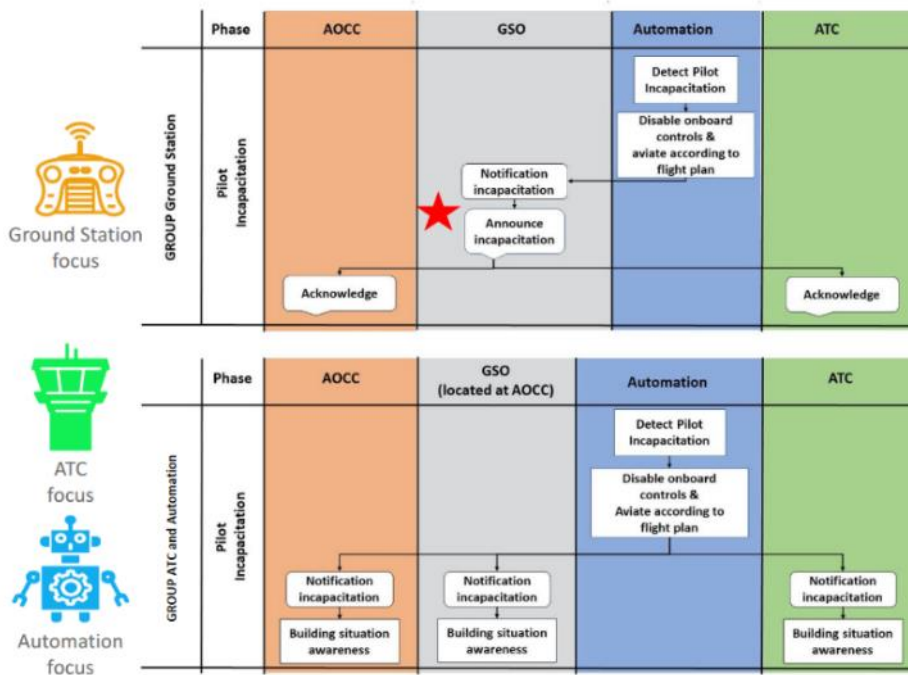 Phase
AOCC
GSO
Automation
ATC
GROUP Ground Station
Pilot
Incapacitation
Detect Pilot
Incapacitation
Disable onboard
controls &
aviate according to
flight plan
Notification
incapacitation
Announce
incapacitation
Acknowledge
Acknowledge
Ground Station
focus
Phase
AOCC
GSO
(located at AOCC)
Automation
ATC
GROUP ATC and Automation
Pilot
Incapacitation
Detect Pilot
Incapacitation
Disable onboard
controls &
Aviate according to
flight plan
Notification
incapacitation
Notification
incapacitation
Notification
incapacitation
Building situation
awareness
Building situation
awareness
Building situation
awareness
ATC
focus
Automation
focus